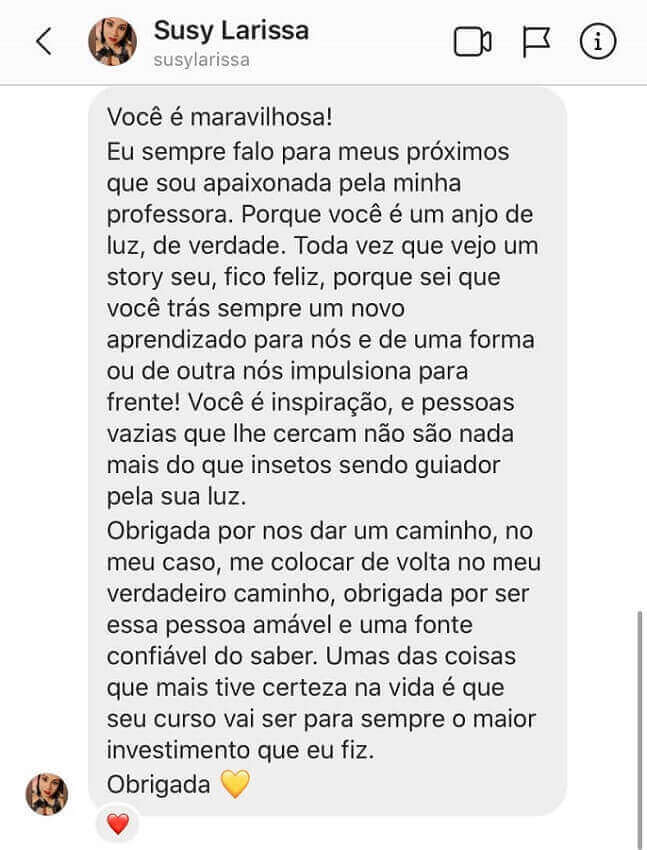 Susy Larissa
susylarissa
Você é maravilhosa!
Eu sempre falo para meus próximos
que sou apaixonada pela minha
professora. Porque você é um anjo de
luz, de verdade. Toda vez que vejo um
story seu, fico feliz, porque sei que
você trás sempre um novo
aprendizado para nós e de uma forma
ou de outra nós impulsiona para
frente! Você é inspiração, e pessoas
vazias que lhe cercam não são nada
mais do que insetos sendo guiador
pela sua luz.
Obrigada por nos dar um caminho, no
meu caso, me colocar de volta no meu
verdadeiro caminho, obrigada por ser
essa pessoa amável e uma fonte
confiável do saber. Umas das coisas
que mais tive certeza na vida é que
seu curso vai ser para sempre o maior
investimento que eu fiz.
Obrigada 💛